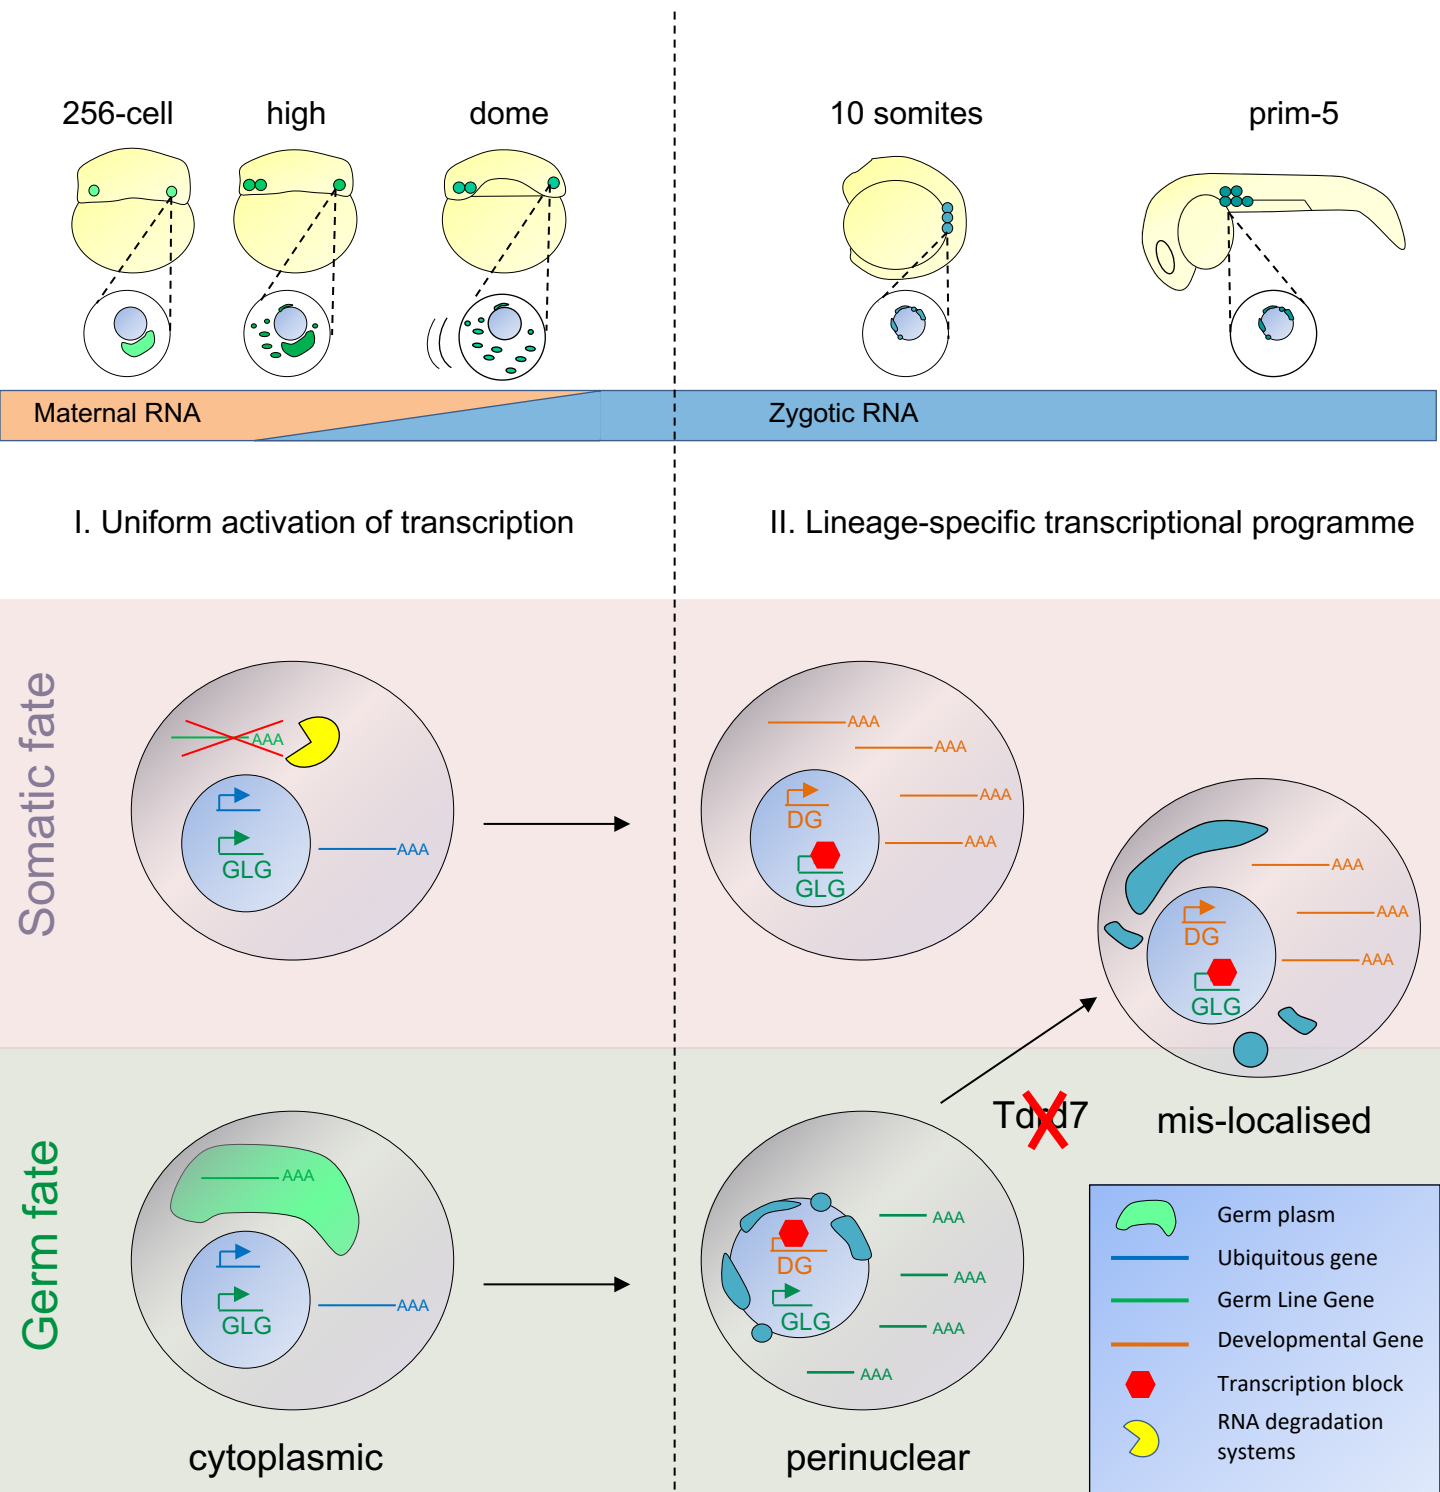 256-cell
high
dome
10 somites
prim-5
Maternal RNA
Zygotic RNA
I. Uniform activation of transcription
II. Lineage-specific transcriptional programme
Somatic fate
AAA
GLG
AAA
AAA
AAA
AAA
AAA
DG
GLG
AAA
AAA
AAA
DG
GLG
Germ fate
AAA
GLG
AAA
cytoplasmic
DG
GLG
AAA
AAA
AAA
AAA
perinuclear
Tdrd7
mis-localised
Germ plasm
Ubiquitous gene
Germ Line Gene
Developmental Gene
Transcription block
RNA degradation
systems